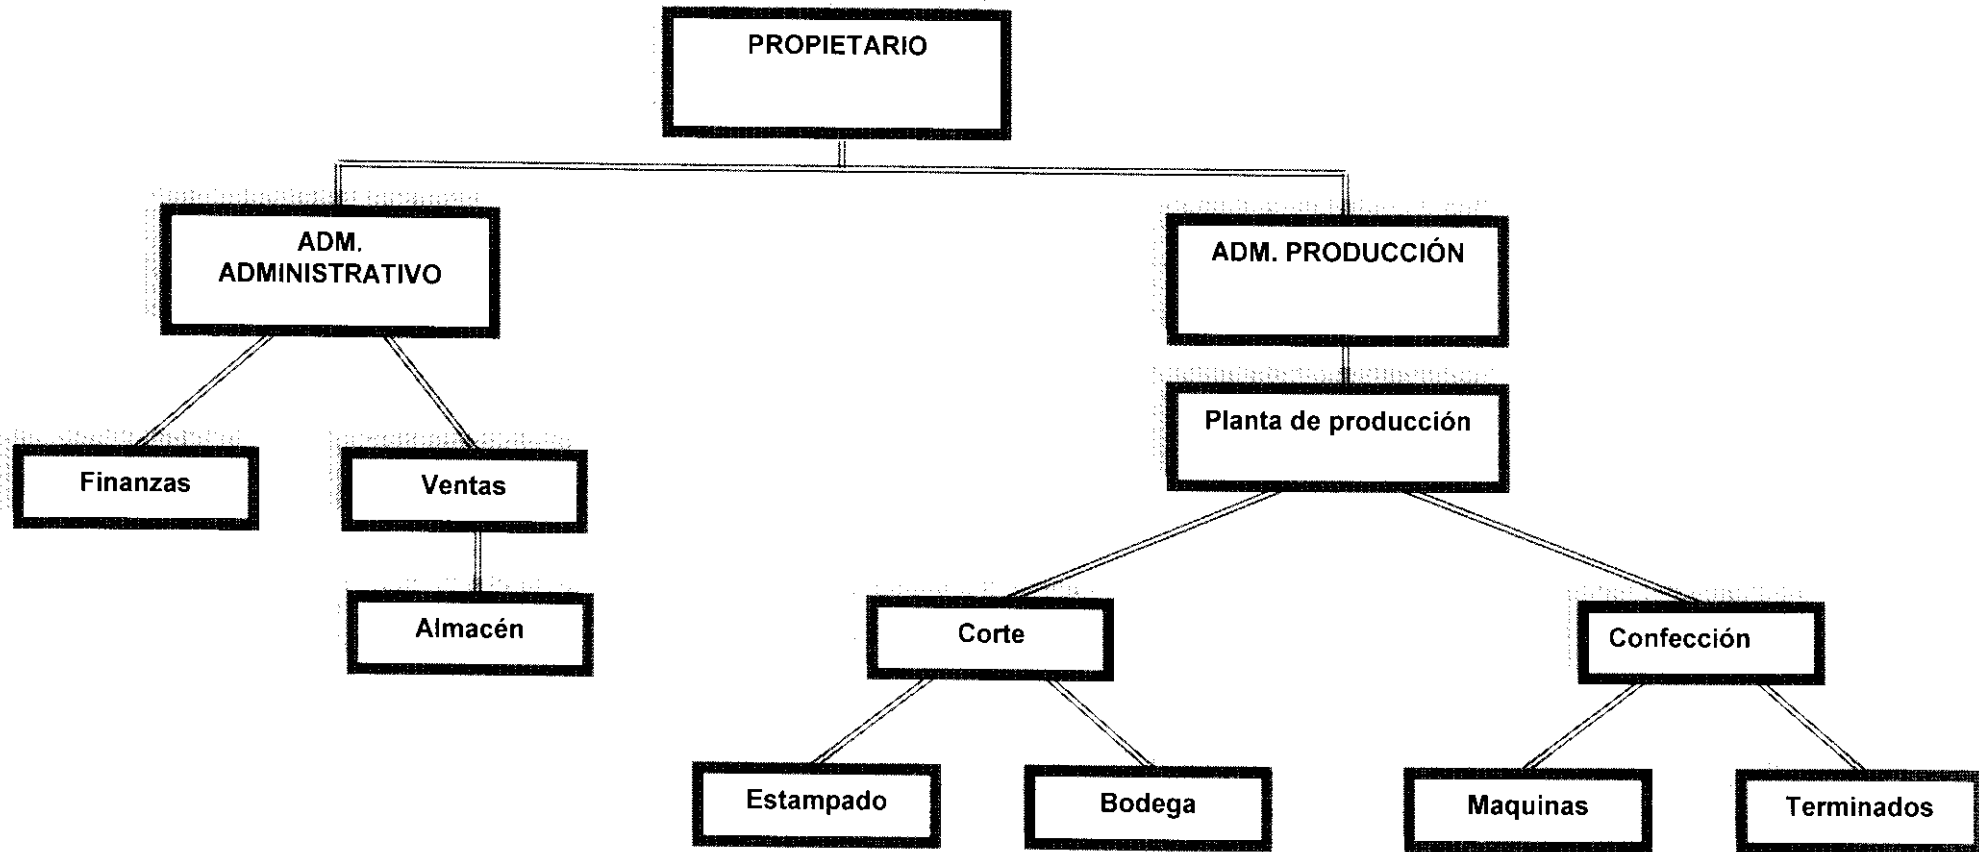 PROPIETARIO
ADM.
ADMINISTRATIVO
ADM. PRODUCCIÓN
Planta de producción
Finanzas
Ventas
Almacén
Corte
Confección
Estampado
Bodega
Maquinas
Terminados